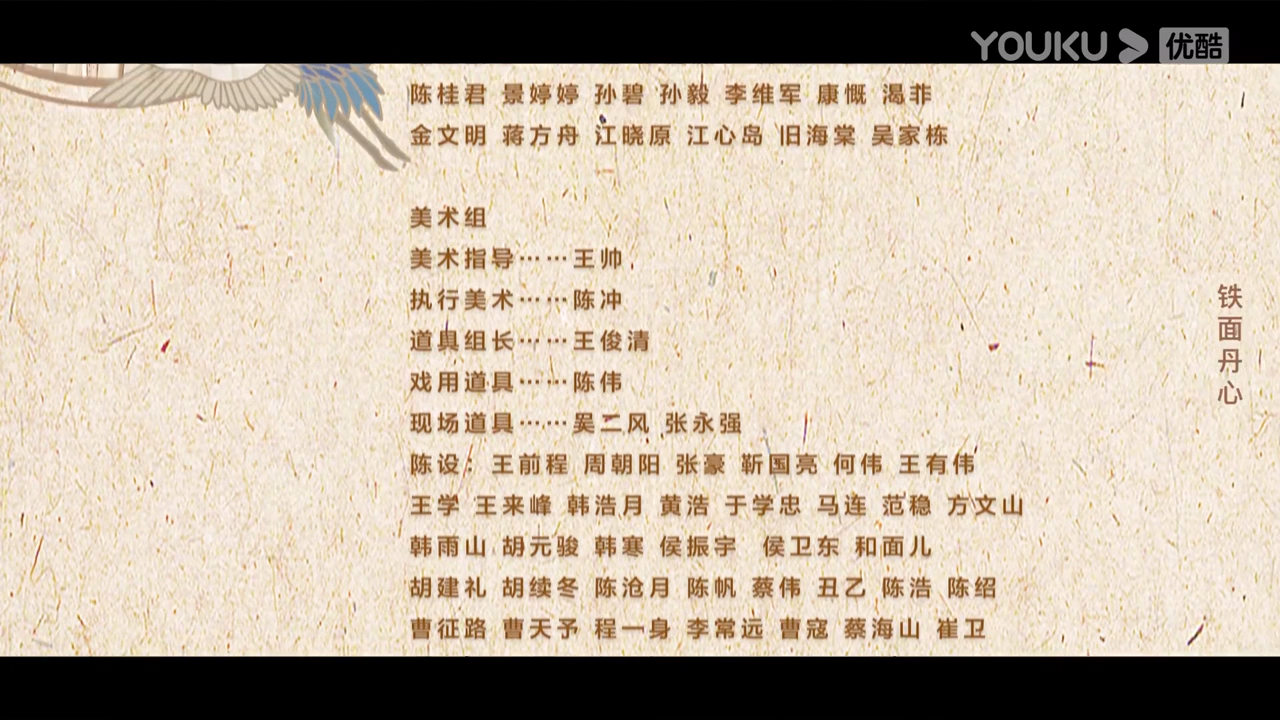 YOUKU 优酷
陈桂君 景婷婷 孙碧 孙毅 李维军 康慨 渴菲
金文明 蒋方舟 江晓原 江心岛 旧海棠 吴家栋
美术组
美术指导……王帅
执行美术……陈冲
道具组长……王俊清
戏用道具……陈伟
现场道具……吴二风 张永强
陈设：王前程 周朝阳 张豪 靳国亮 何伟 王有伟
王学 王来峰 韩浩月 黄浩 于学忠 马连 范稳 方文山
韩雨山 胡元骏 韩寒 侯振宇 侯卫东 和面儿
胡建礼 胡续冬 陈沧月 陈帆 蔡伟 丑乙 陈浩 陈绍
曹征路 曹天予 程一身 李常远 曹寇 蔡海山 崔卫
铁面丹心